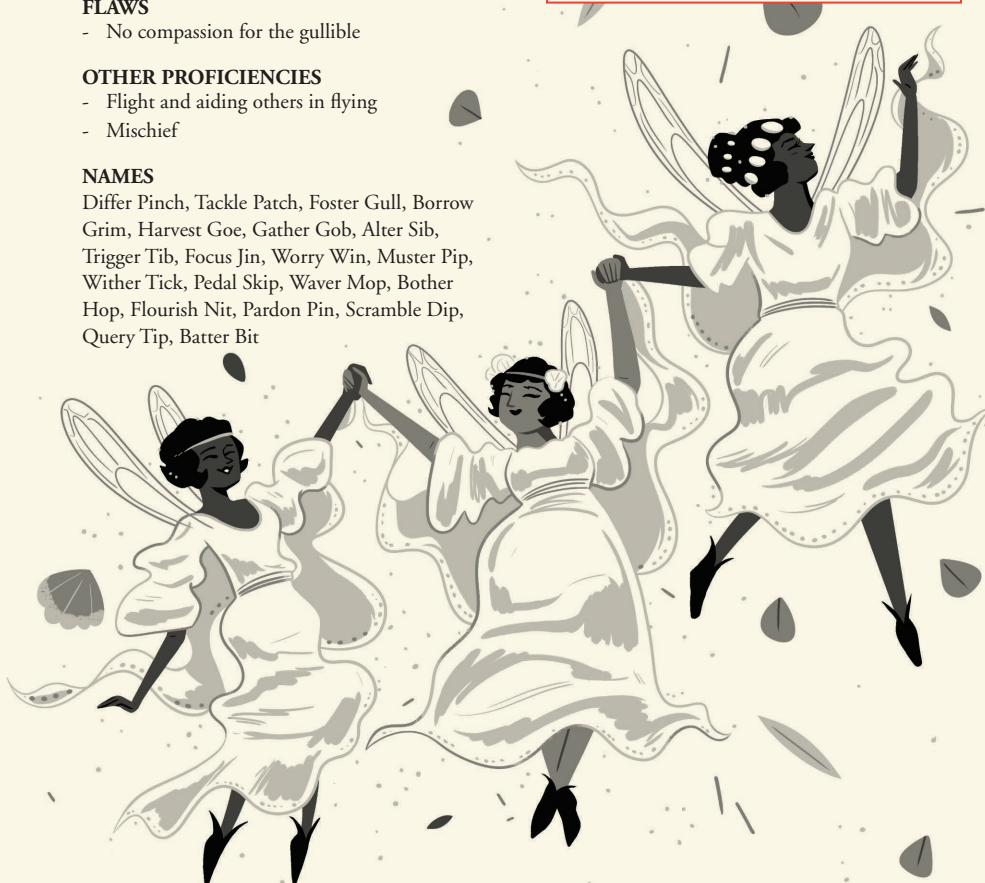 FLAWS
- No compassion for the gullible
OTHER PROFICIENCIES
- Flight and aiding others in flying
- Mischief
NAMES
Differ Pinch, Tackle Patch, Foster Gull, Borrow
Grim, Harvest Goe, Gather Gob, Alter Sib,
Trigger Tib, Focus Jin, Worry Win, Muster Pip,
Wither Tick, Pedal Skip, Waver Mop, Bother
Hop, Flourish Nit, Pardon Pin, Scramble Dip,
Query Tip, Batter Bit